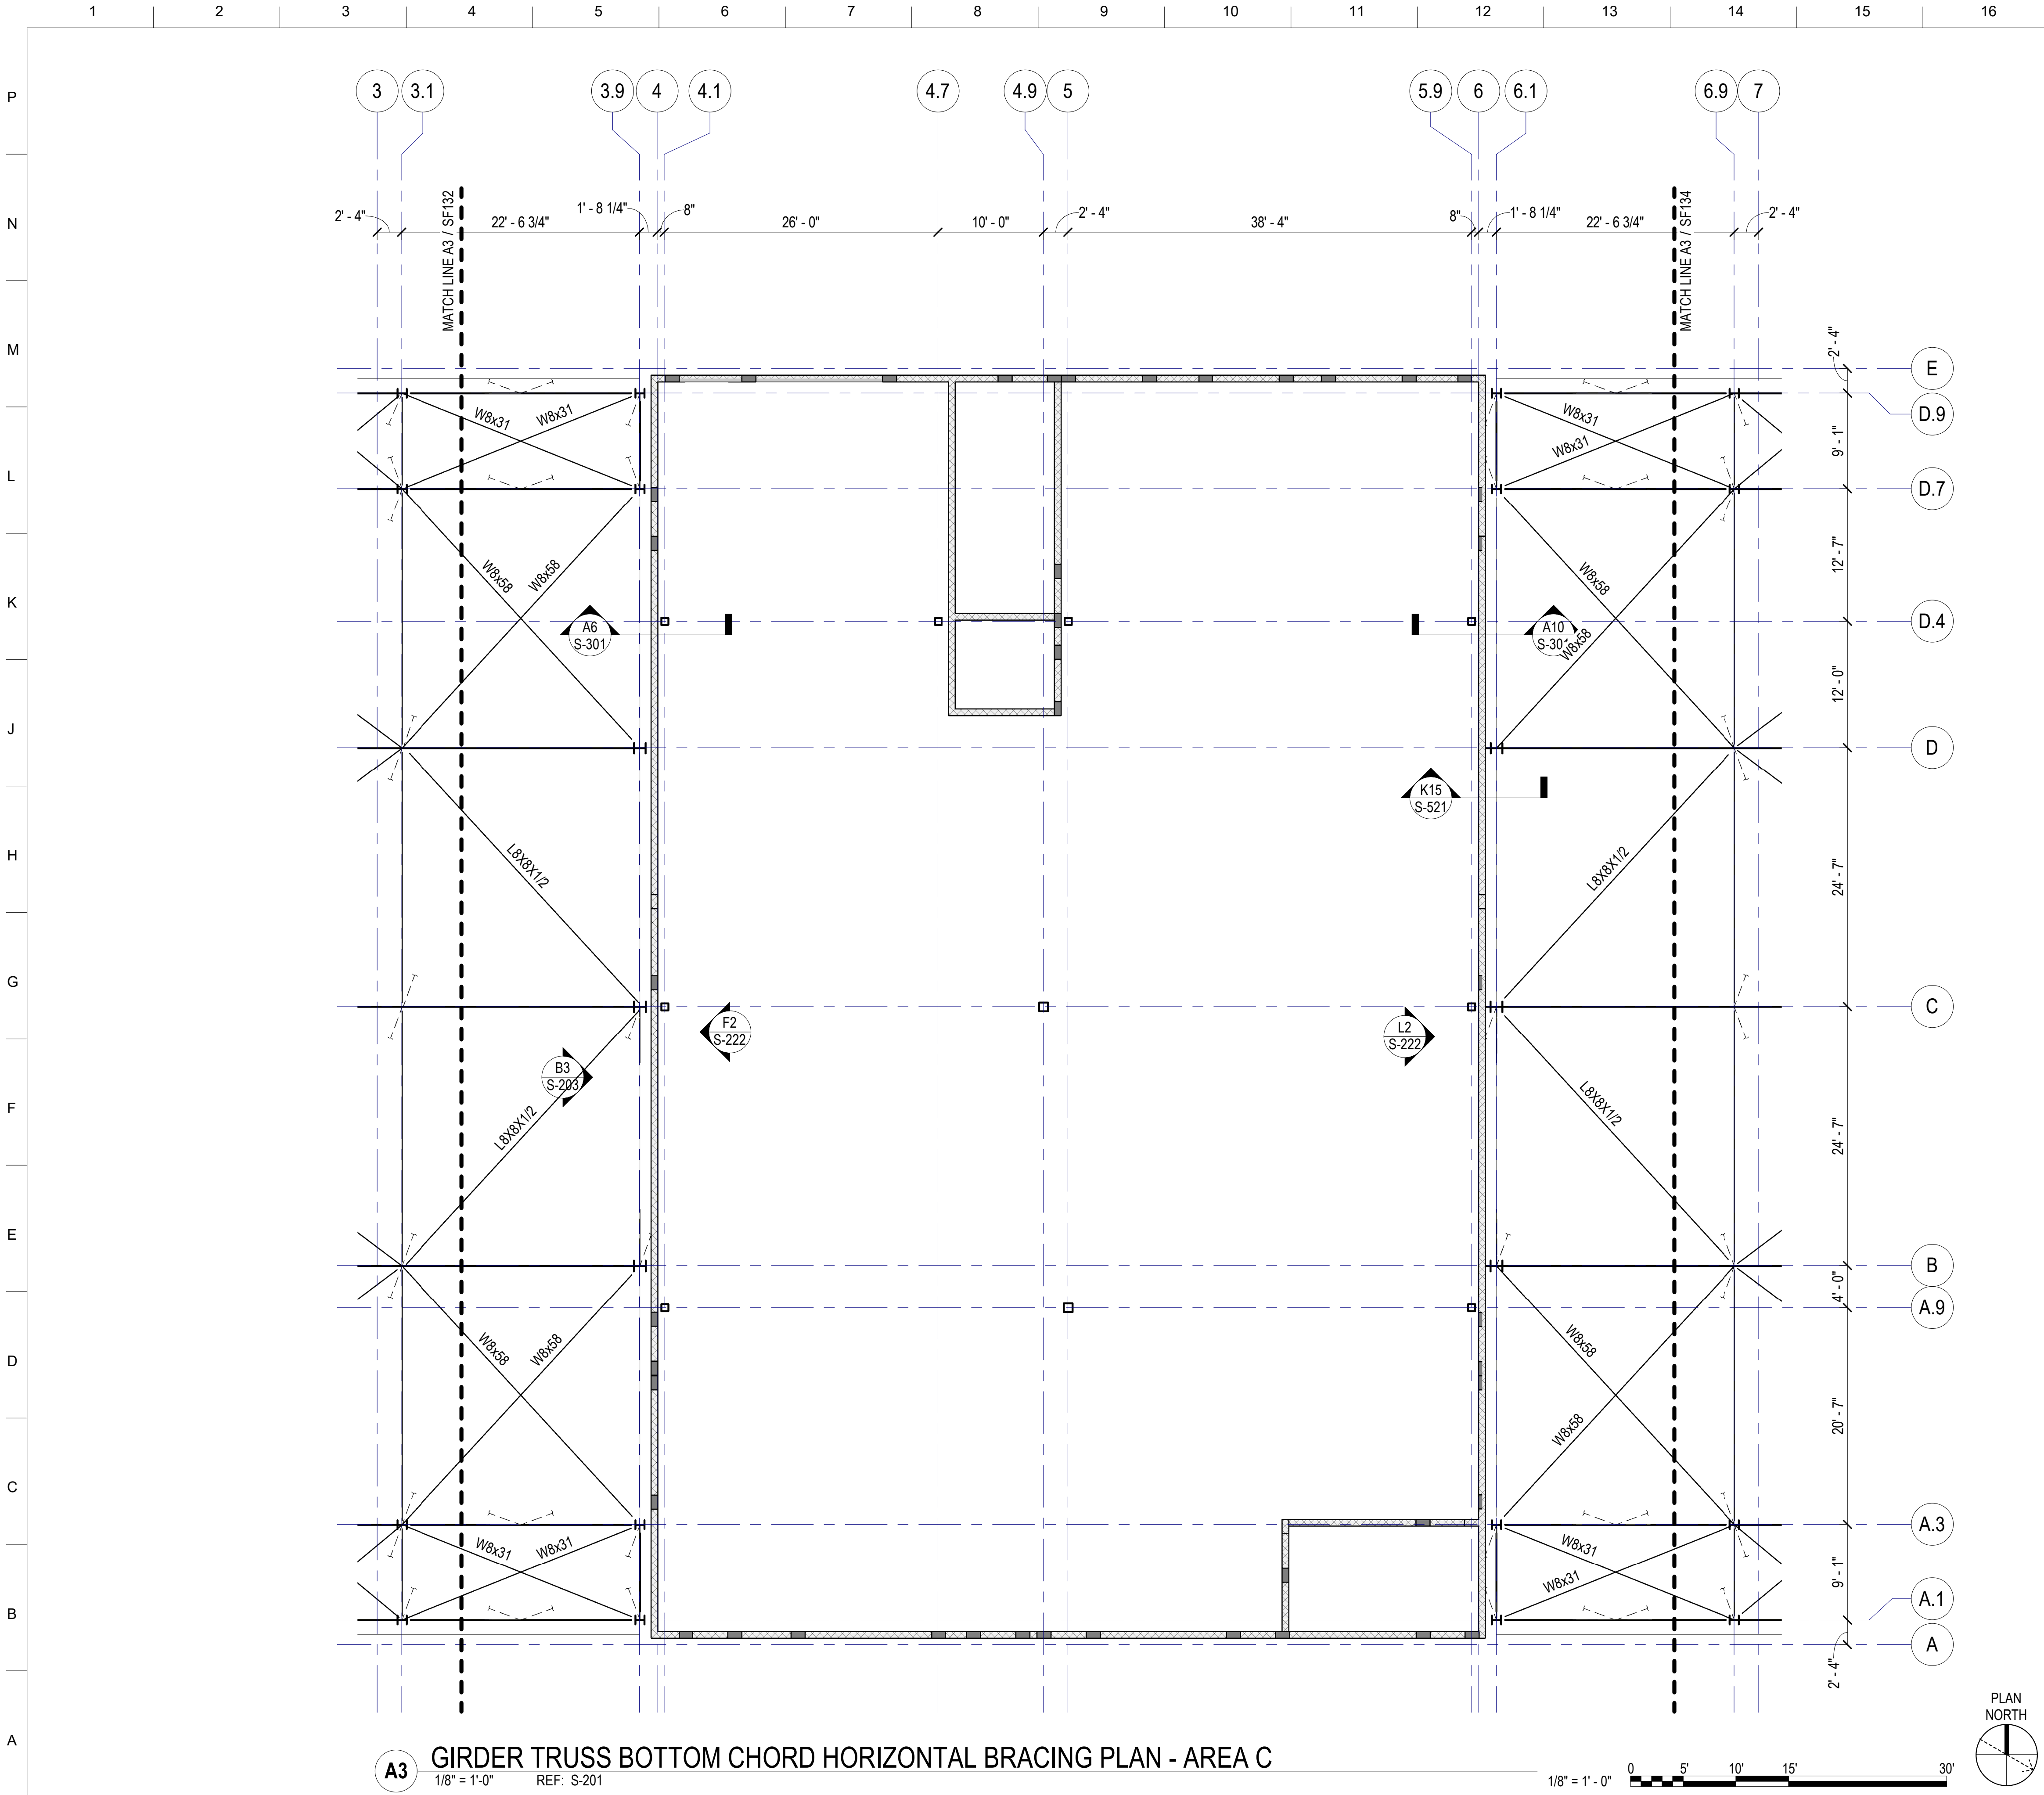 1 2 3 4 5 6 7 8 9 10 11 12 13 14 15 16
P
N
M
L
K
J
H
G
F
E
D
C
B
A
3 3.1 3.9 4 4.1 4.7 4.9 5 5.9 6 6.1 6.9 7
2' - 4" 22' - 6 3/4" 1' - 8 1/4" 8" 26' - 0" 10' - 0" 2' - 4" 38' - 4" 8" 1' - 8 1/4" 22' - 6 3/4" 2' - 4"
MATCH LINE A3 / SF132
MATCH LINE A3 / SF134
2' - 4"
E
D.9
9' - 1"
D.7
12' - 7"
D.4
12' - 0"
D
24' - 7"
C
24' - 7"
B
4' - 0"
A.9
20' - 7"
A.3
9' - 1"
A.1
A
2' - 4"
W8x31 W8x31
W8x31
W8x31
W8x58 W8x58
W8x58
W8x58
A6
S-301
A10
S-301
K15
S-521
L8X8X1/2
L8X8X1/2
F2
S-222
L2
S-222
B3
S-203
L8X8X1/2
L8X8X1/2
W8x58 W8x58
W8x58
W8x58
W8x31 W8x31
W8x31
W8x31
PLAN
NORTH
A3 GIRDER TRUSS BOTTOM CHORD HORIZONTAL BRACING PLAN - AREA C
1/8" = 1'-0" REF: S-201
1/8" = 1' - 0" 0 5' 10' 15' 30'